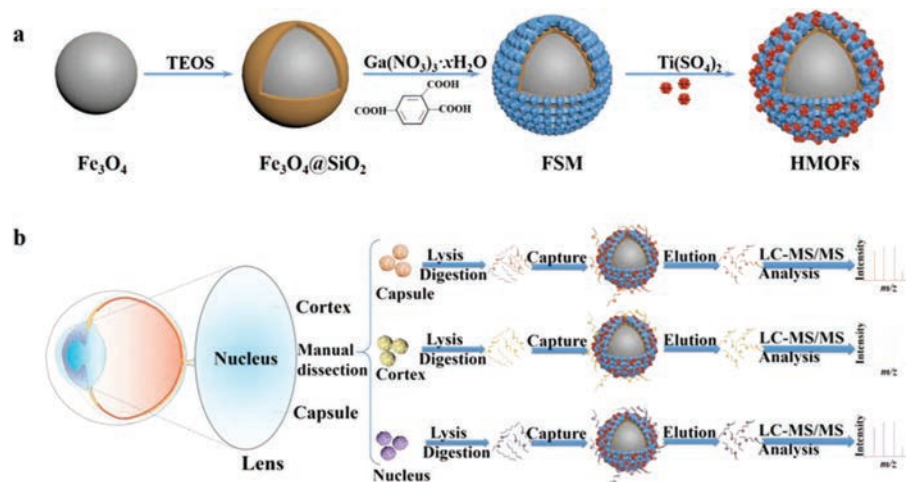 a
TEOS
Ga(NO₃)₃·xH₂O
Ti(SO₄)₂
COOH
COOH
COOH
Fe₃O₄
Fe₃O₄@SiO₂
FSM
HMOFs
b
Nucleus
Lens
Cortex
Manual
dissection
Capsule
Capsule
Lysis
Digestion
Capture
Elution
LC-MS/MS
Analysis
Intensity
m/z
Cortex
Lysis
Digestion
Capture
Elution
LC-MS/MS
Analysis
Intensity
m/z
Nucleus
Lysis
Digestion
Capture
Elution
LC-MS/MS
Analysis
Intensity
m/z